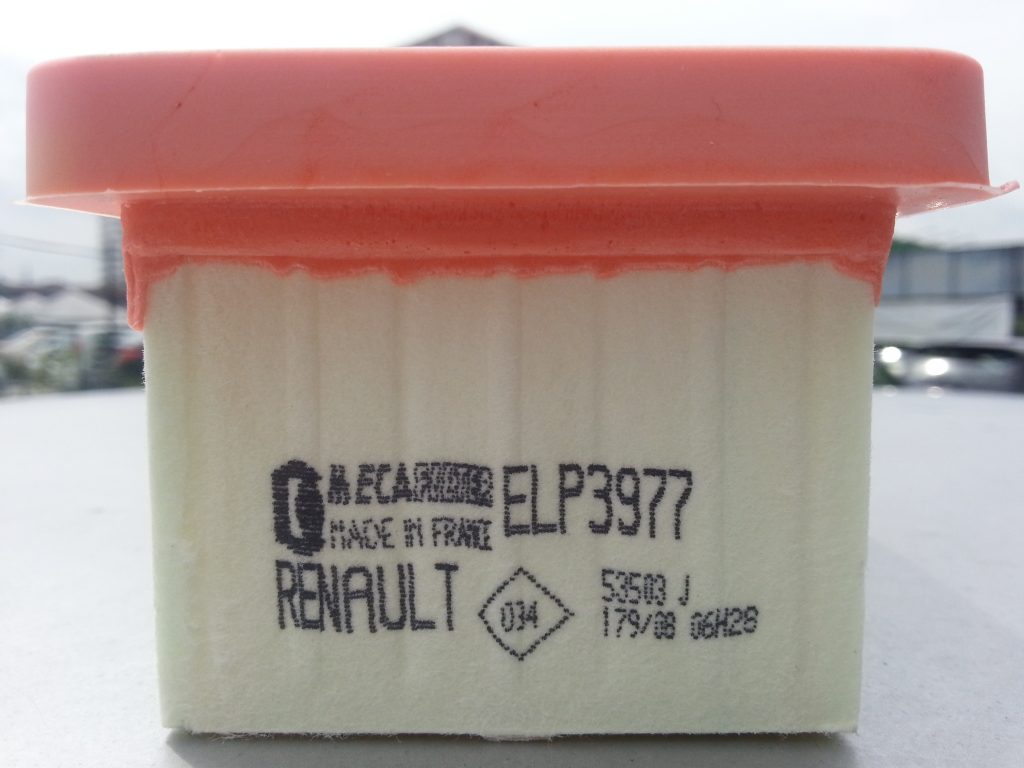 ELP3977
MADE IN FRANCE
RENAULT
034
53503 J
179/08 06H28